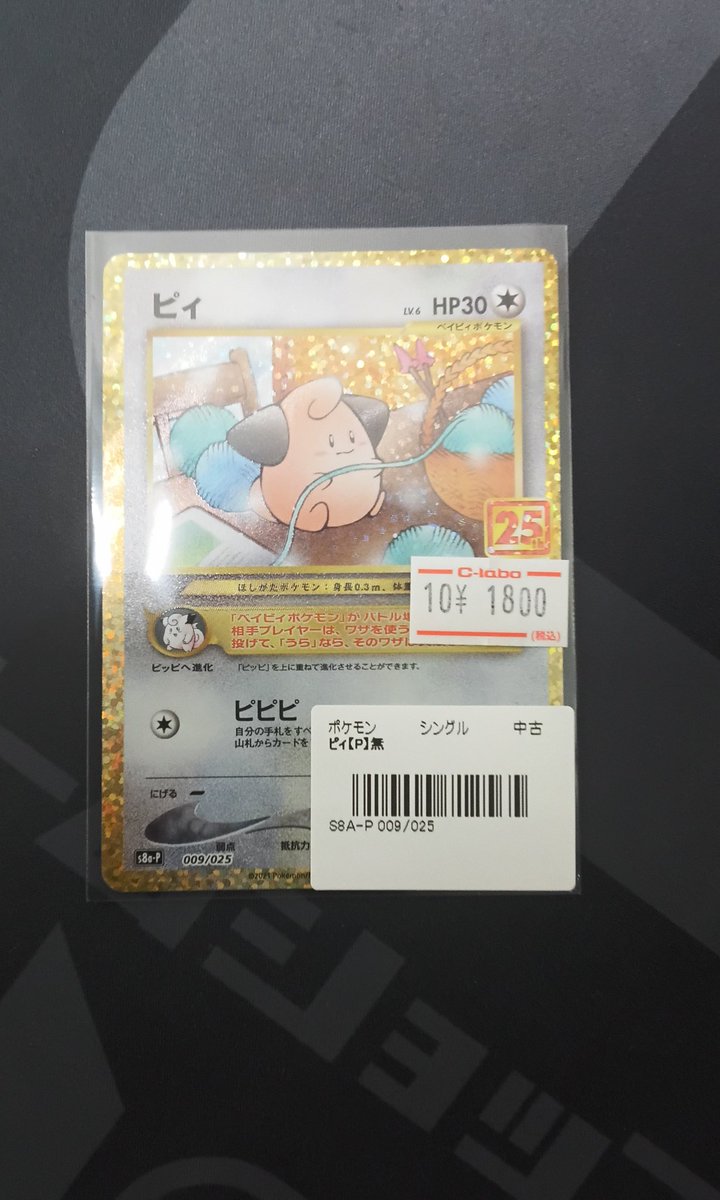 ピィ
LV.6 HP30
ベイビィポケモン
25
ほしがたポケモン：身長0.3m、体重
C-labo
10¥ 1800
(税込)
「ベイビィポケモン」がバトル場
相手プレイヤーは、ワザを使う
投げて、「うら」なら、そのワザは
ピッピへ進化
「ピッピ」を上に重ねて進化させることができます。
ピピピ
自分の手札をすべ
山札からカードを
ポケモン シングル 中古
ピィ【P】無
S8A-P 009/025
にげる
弱点
抵抗力
s8a-P
009/025
©2021 Pokémon/